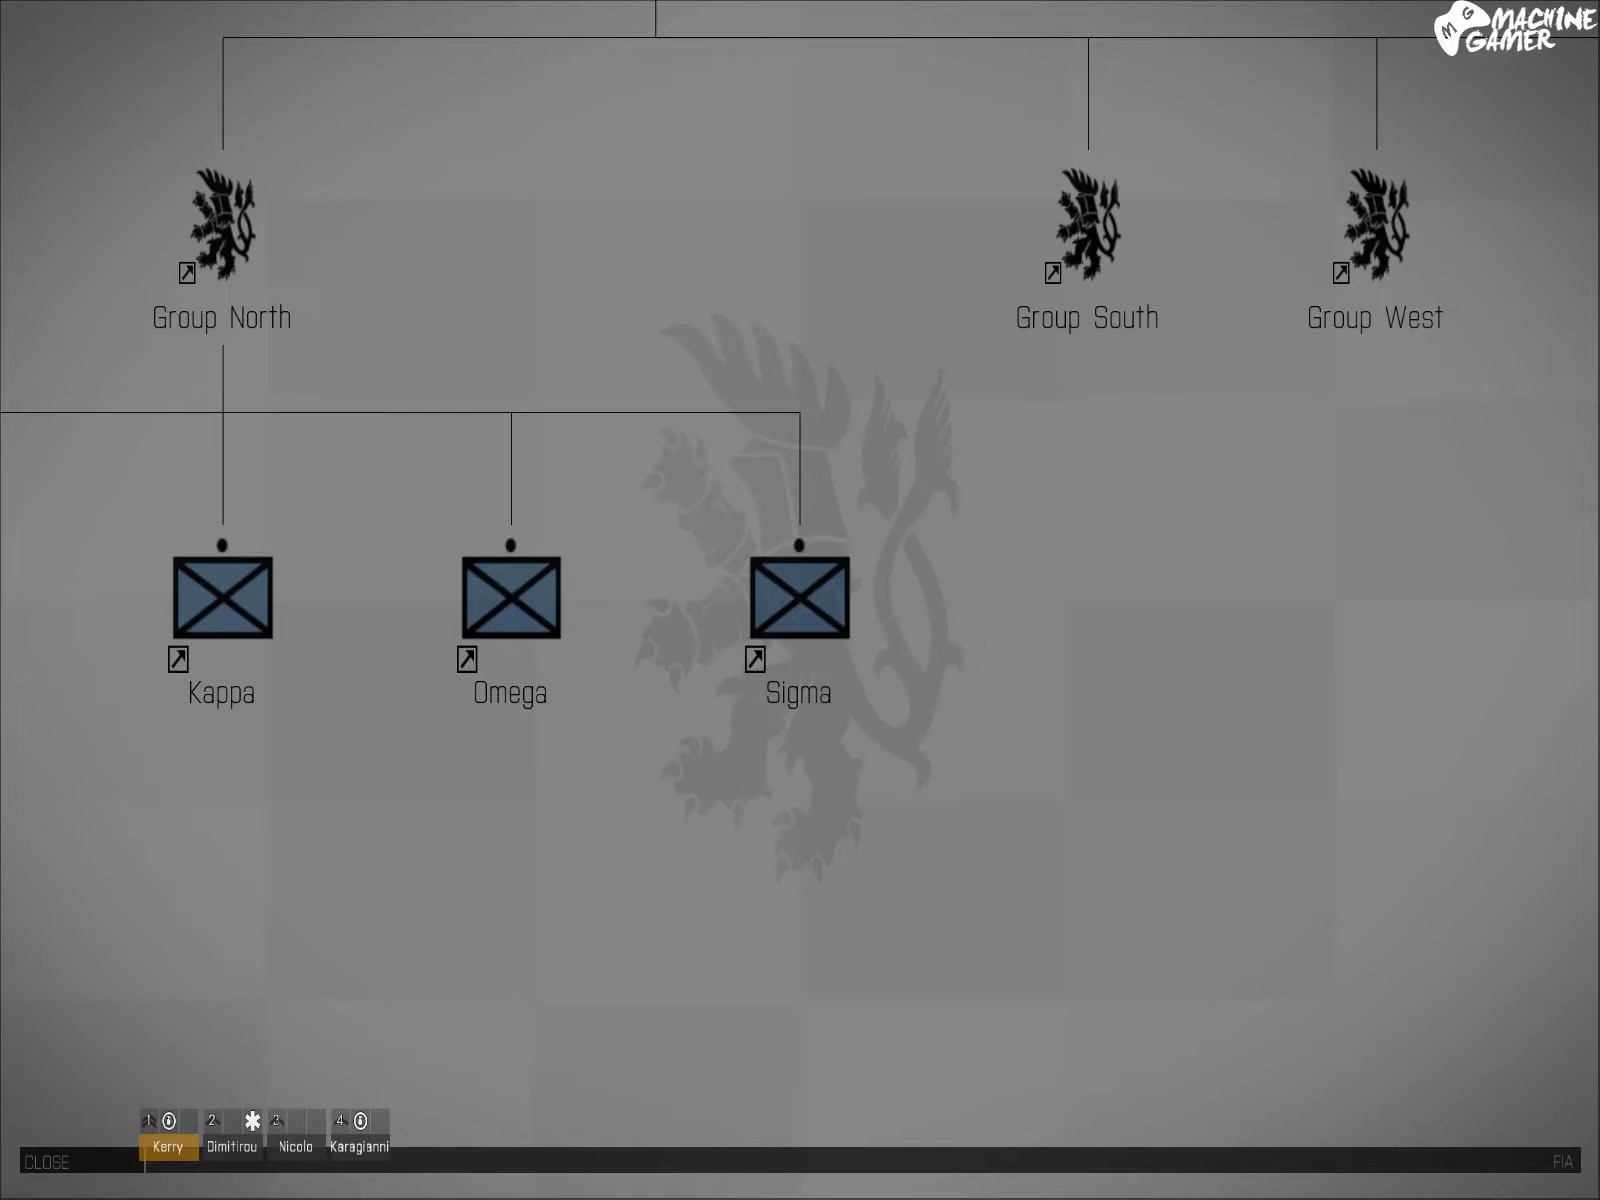 MG MACHINE
GAMER
Group North
Group South
Group West
Kappa
Omega
Sigma
1 2 3 4
Kerry Dimitirou Nicolo Karagianni
CLOSE
FIA